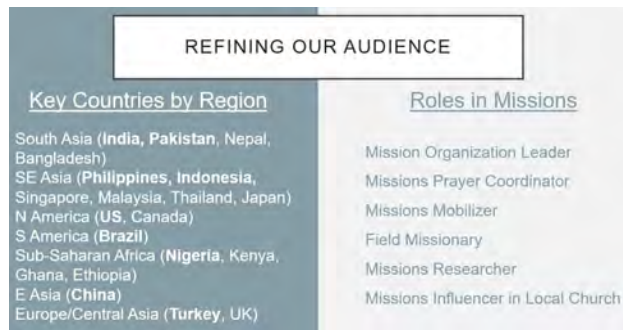 REFINING OUR AUDIENCE
Key Countries by Region
South Asia (India, Pakistan, Nepal,
Bangladesh)
SE Asia (Philippines, Indonesia,
Singapore, Malaysia, Thailand, Japan)
N America (US, Canada)
S America (Brazil)
Sub-Saharan Africa (Nigeria, Kenya,
Ghana, Ethiopia)
E Asia (China)
Europe/Central Asia (Turkey, UK)
Roles in Missions
Mission Organization Leader
Missions Prayer Coordinator
Missions Mobilizer
Field Missionary
Missions Researcher
Missions Influencer in Local Church